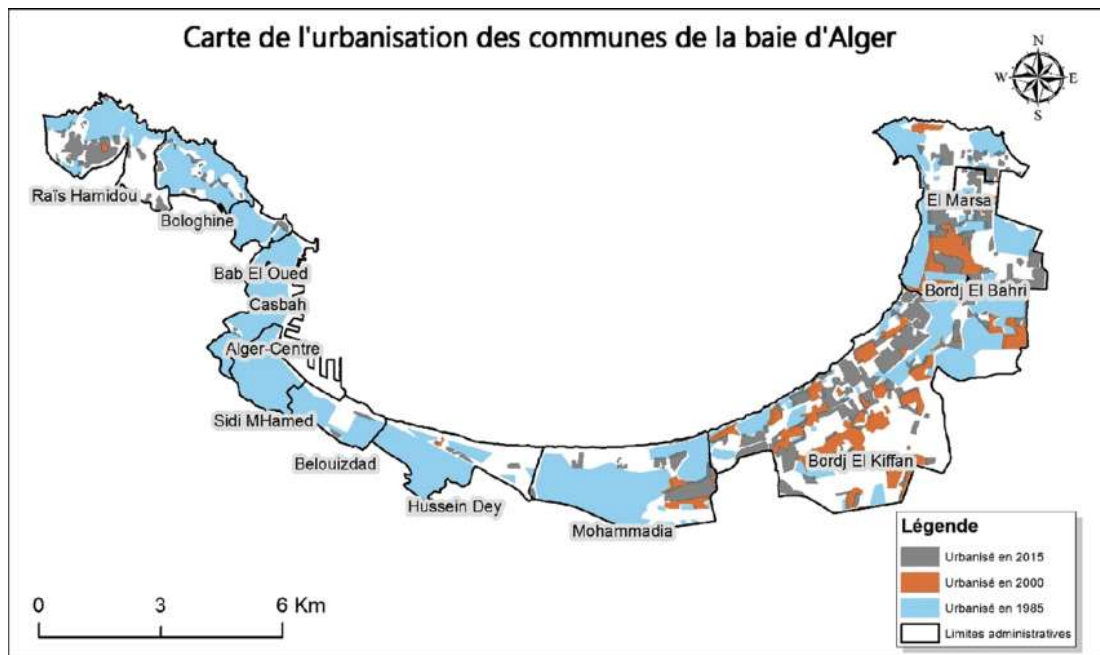 Carte de l'urbanisation des communes de la baie d'Alger
N
W E
S
Raïs Hamidou
Bologhine
Bab El Oued
Casbah
Alger-Centre
Sidi MHamed
Belouizdad
Hussein Dey
Mohammadia
El Marsa
Bordj El Bahri
Bordj El Kiffan
Légende
Urbanisé en 2015
Urbanisé en 2000
Urbanisé en 1985
Limites administratives
0 3 6 Km